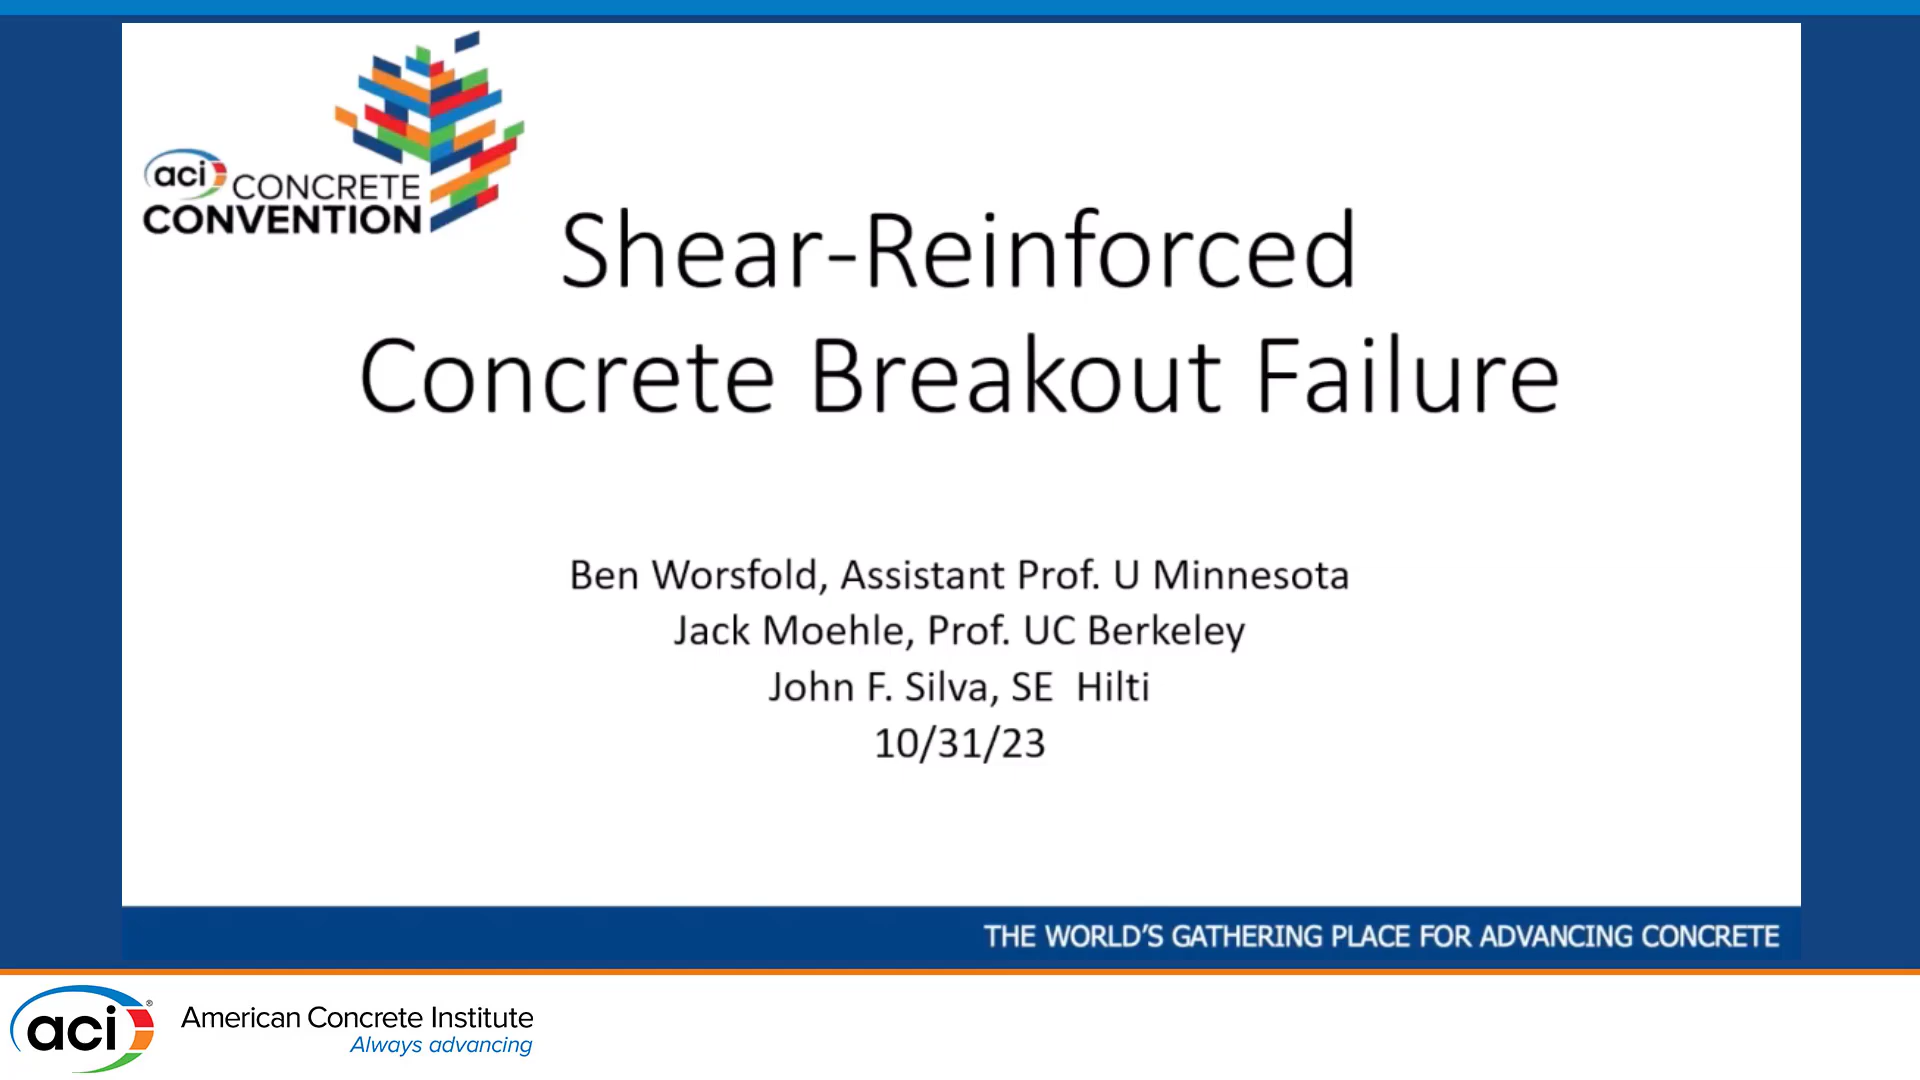 aci CONCRETE
CONVENTION
Shear-Reinforced
Concrete Breakout Failure
Ben Worsfold, Assistant Prof. U Minnesota
Jack Moehle, Prof. UC Berkeley
John F. Silva, SE  Hilti
10/31/23
THE WORLD'S GATHERING PLACE FOR ADVANCING CONCRETE
aci® American Concrete Institute
Always advancing